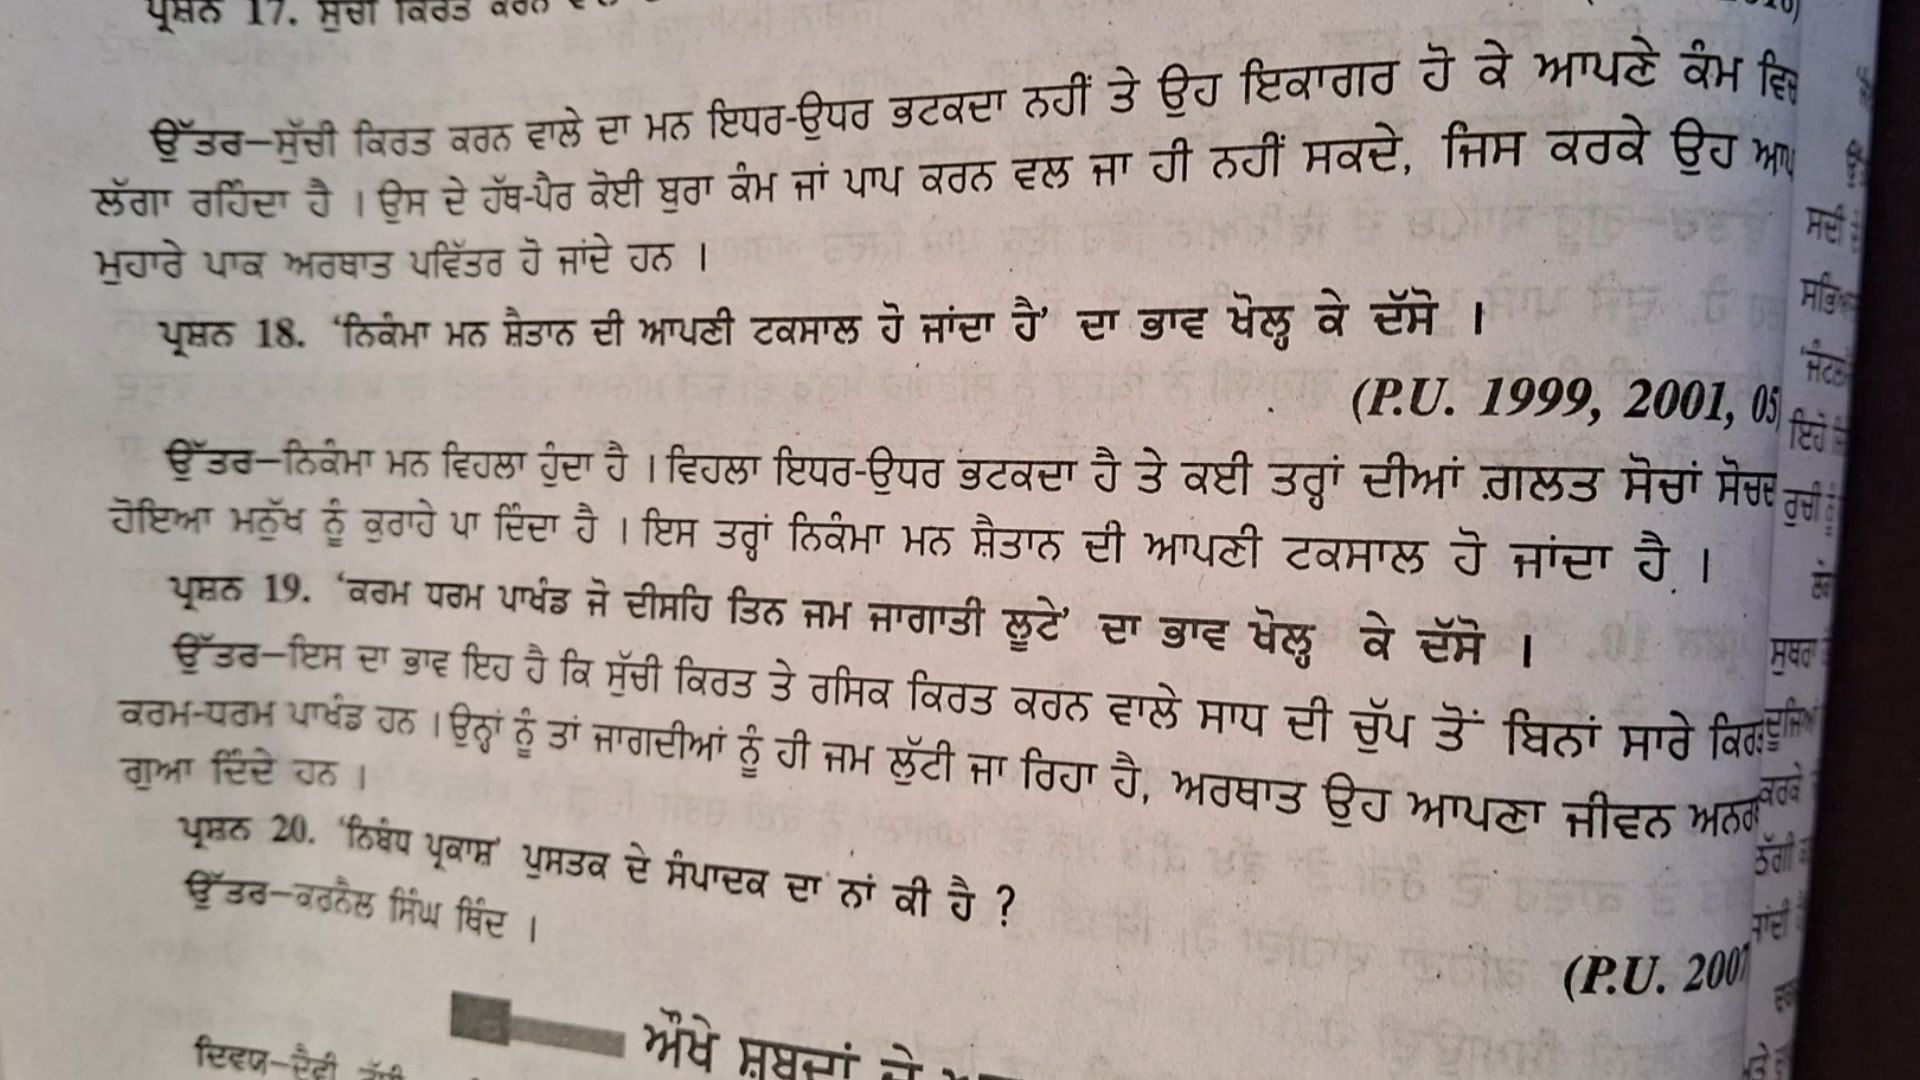 ਪ੍ਰਸ਼ਨ 17. ਸੁੱਚੀ ਕਿਰਤ ਕਰਨ
ਉੱਤਰ—ਸੁੱਚੀ ਕਿਰਤ ਕਰਨ ਵਾਲੇ ਦਾ ਮਨ ਇਧਰ-ਉਧਰ ਭਟਕਦਾ ਨਹੀਂ ਤੇ ਉਹ ਇਕਾਗਰ ਹੋ ਕੇ ਆਪਣੇ ਕੰਮ ਵਿਚ
ਲੱਗਾ ਰਹਿੰਦਾ ਹੈ । ਉਸ ਦੇ ਹੱਥ-ਪੈਰ ਕੋਈ ਬੁਰਾ ਕੰਮ ਜਾਂ ਪਾਪ ਕਰਨ ਵਲ ਜਾ ਹੀ ਨਹੀਂ ਸਕਦੇ, ਜਿਸ ਕਰਕੇ ਉਹ ਆਪ
ਮੁਹਾਰੇ ਪਾਕ ਅਰਥਾਤ ਪਵਿੱਤਰ ਹੋ ਜਾਂਦੇ ਹਨ ।
ਪ੍ਰਸ਼ਨ 18. ‘ਨਿਕੰਮਾ ਮਨ ਸ਼ੈਤਾਨ ਦੀ ਆਪਣੀ ਟਕਸਾਲ ਹੋ ਜਾਂਦਾ ਹੈ’ ਦਾ ਭਾਵ ਖੋਲ੍ਹ ਕੇ ਦੱਸੋ ।
(P.U. 1999, 2001, 05
ਉੱਤਰ—ਨਿਕੰਮਾ ਮਨ ਵਿਹਲਾ ਹੁੰਦਾ ਹੈ । ਵਿਹਲਾ ਇਧਰ-ਉਧਰ ਭਟਕਦਾ ਹੈ ਤੇ ਕਈ ਤਰ੍ਹਾਂ ਦੀਆਂ ਗ਼ਲਤ ਸੋਚਾਂ ਸੋਚਦ
ਹੋਇਆ ਮਨੁੱਖ ਨੂੰ ਕੁਰਾਹੇ ਪਾ ਦਿੰਦਾ ਹੈ । ਇਸ ਤਰ੍ਹਾਂ ਨਿਕੰਮਾ ਮਨ ਸ਼ੈਤਾਨ ਦੀ ਆਪਣੀ ਟਕਸਾਲ ਹੋ ਜਾਂਦਾ ਹੈ ।
ਪ੍ਰਸ਼ਨ 19. ‘ਕਰਮ ਧਰਮ ਪਾਖੰਡ ਜੋ ਦੀਸਹਿ ਤਿਨ ਜਮ ਜਾਗਾਤੀ ਲੂਟੇ’ ਦਾ ਭਾਵ ਖੋਲ੍ਹ ਕੇ ਦੱਸੋ ।
ਉੱਤਰ—ਇਸ ਦਾ ਭਾਵ ਇਹ ਹੈ ਕਿ ਸੁੱਚੀ ਕਿਰਤ ਤੇ ਰਸਿਕ ਕਿਰਤ ਕਰਨ ਵਾਲੇ ਸਾਧ ਦੀ ਚੁੱਪ ਤੋਂ ਬਿਨਾਂ ਸਾਰੇ ਕਿਰ
ਕਰਮ-ਧਰਮ ਪਾਖੰਡ ਹਨ । ਉਨ੍ਹਾਂ ਨੂੰ ਤਾਂ ਜਾਗਦੀਆਂ ਨੂੰ ਹੀ ਜਮ ਲੁੱਟੀ ਜਾ ਰਿਹਾ ਹੈ, ਅਰਥਾਤ ਉਹ ਆਪਣਾ ਜੀਵਨ ਅਨਰ
ਗੁਆ ਦਿੰਦੇ ਹਨ ।
ਪ੍ਰਸ਼ਨ 20. ‘ਨਿਬੰਧ ਪ੍ਰਕਾਸ਼’ ਪੁਸਤਕ ਦੇ ਸੰਪਾਦਕ ਦਾ ਨਾਂ ਕੀ ਹੈ ?
ਉੱਤਰ—ਕਰਨੈਲ ਸਿੰਘ ਥਿੰਦ ।
(P.U. 2007
ਔਖੇ ਸ਼ਬਦਾਂ ਦੇ
ਦਿਵਯ—ਦੈਵੀ